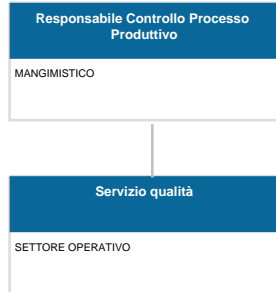 Responsabile Controllo Processo
Produttivo
MANGIMISTICO
Servizio qualità
SETTORE OPERATIVO